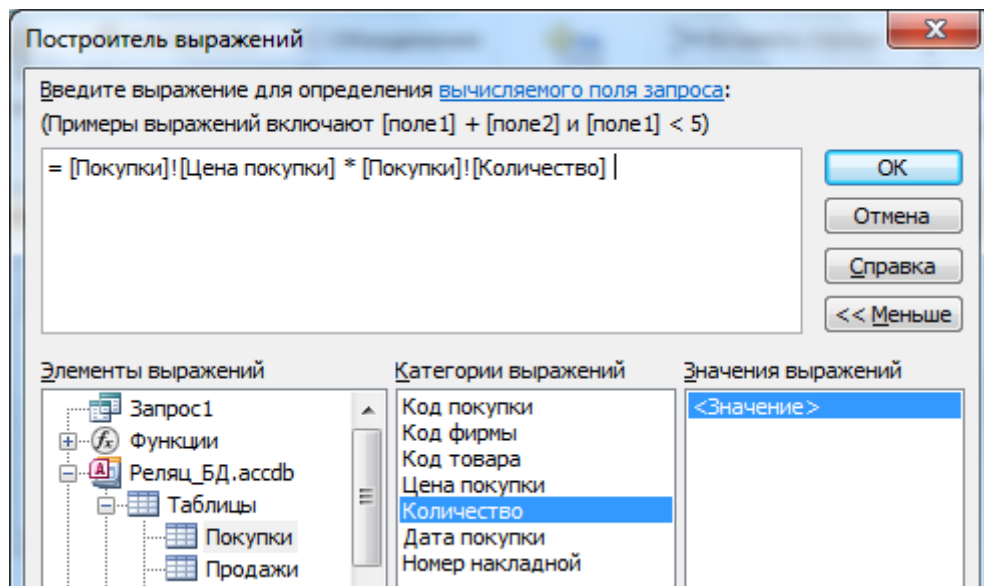 Построитель выражений
Введите выражение для определения вычисляемого поля запроса:
(Примеры выражений включают [поле1] + [поле2] и [поле1] < 5)
= [Покупки]![Цена покупки] * [Покупки]![Количество]
OK
Отмена
Справка
<< Меньше
Элементы выражений
Запрос1
Функции
Реляц_БД.accdb
Таблицы
Покупки
Продажи
Категории выражений
Код покупки
Код фирмы
Код товара
Цена покупки
Количество
Дата покупки
Номер накладной
Значения выражений
<Значение>